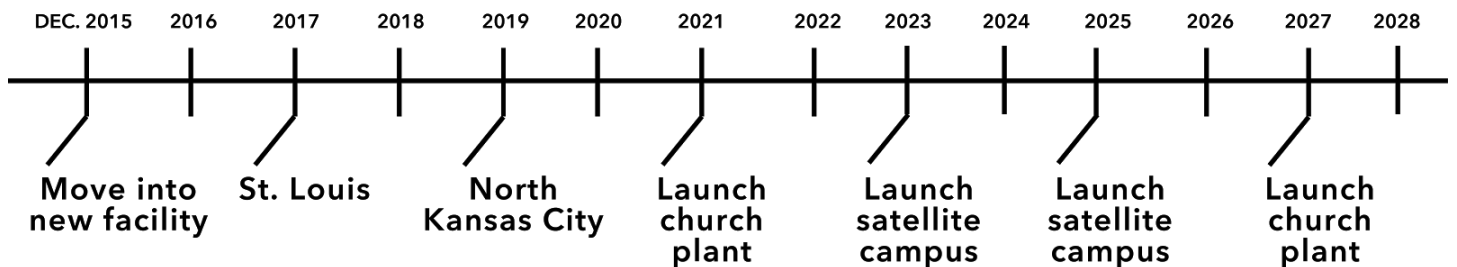 DEC. 2015 2016 2017 2018 2019 2020 2021 2022 2023 2024 2025 2026 2027 2028
Move into
new facility
St. Louis
North
Kansas City
Launch
church
plant
Launch
satellite
campus
Launch
satellite
campus
Launch
church
plant